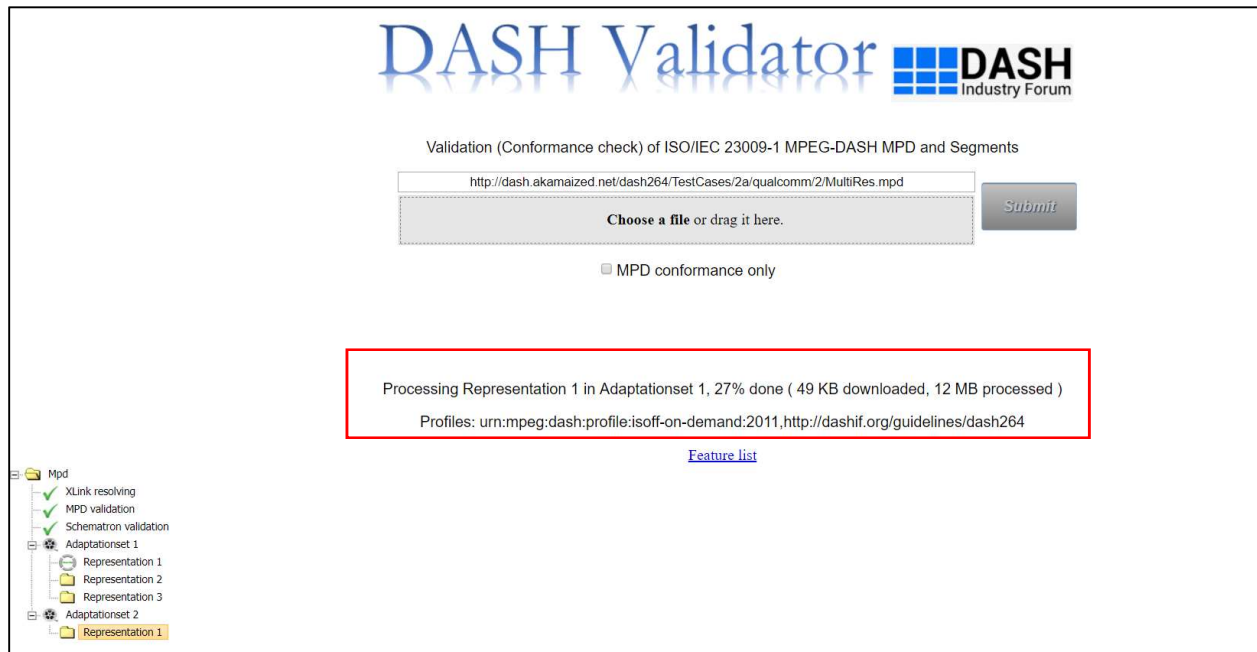 DASH Validator
DASH
Industry Forum
Validation (Conformance check) of ISO/IEC 23009-1 MPEG-DASH MPD and Segments
http://dash.akamaized.net/dash264/TestCases/2a/qualcomm/2/MultiRes.mpd
Submit
Choose a file or drag it here.
MPD conformance only
Processing Representation 1 in Adaptationset 1, 27% done ( 49 KB downloaded, 12 MB processed )
Profiles: urn:mpeg:dash:profile:isoff-on-demand:2011,http://dashif.org/guidelines/dash264
Feature list
Mpd
XLink resolving
MPD validation
Schematron validation
Adaptationset 1
Representation 1
Representation 2
Representation 3
Adaptationset 2
Representation 1